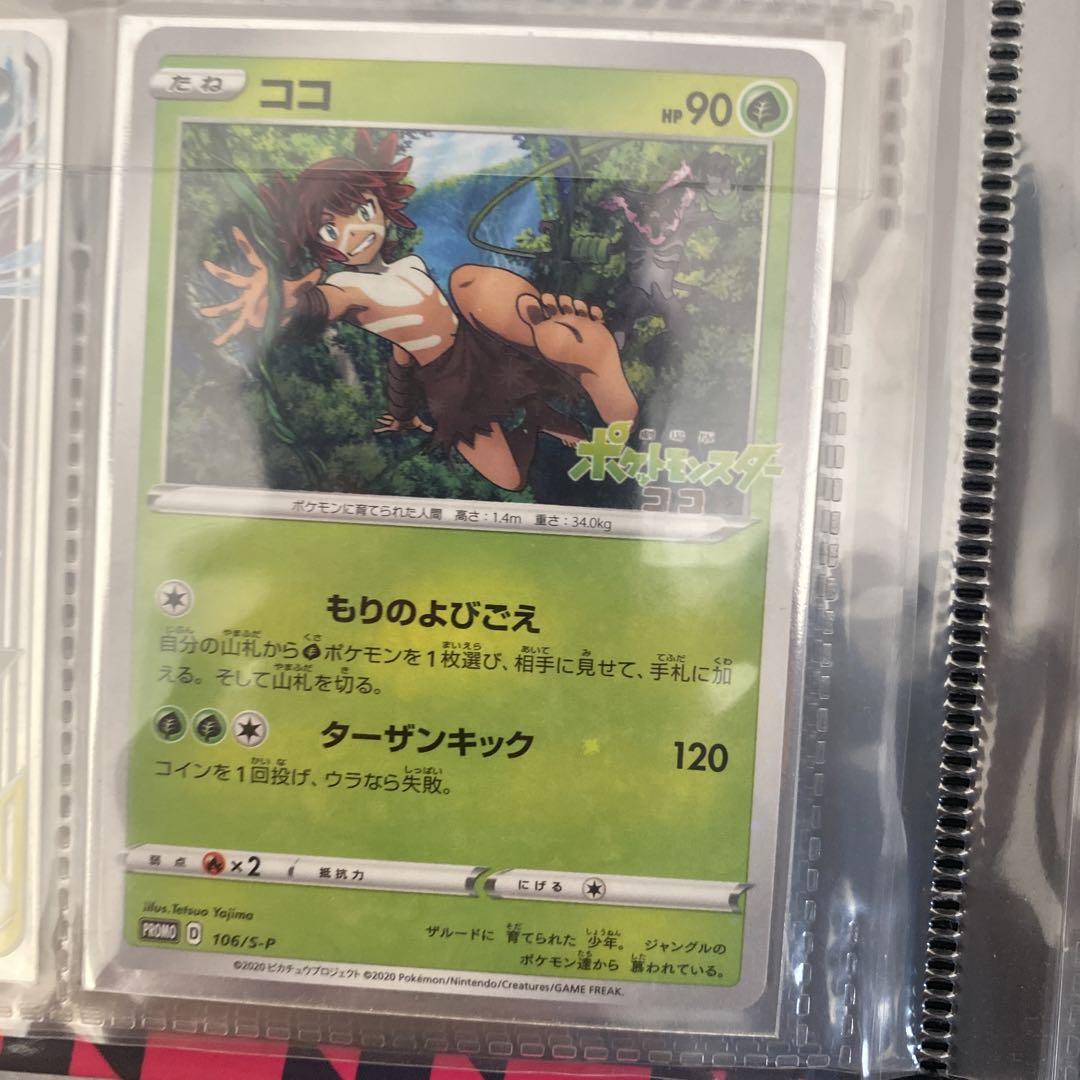 たね ココ HP 90
劇場版
ポケットモンスター
ココ
ポケモンに育てられた人間 高さ:1.4m 重さ:34.0kg
もりのよびごえ
自分の山札からポケモンを1枚選び、相手に見せて、手札に加
える。そして山札を切る。
ターザンキック 120
コインを1回投げ、ウラなら失敗。
弱点 ×2 抵抗力 にげる
illus.Tetsuo Yajima
PROMO D 106/S-P
ザルードに 育てられた 少年。 ジャングルの
ポケモン達から 慕われている。
©2020 ピカチュウプロジェクト ©2020 Pokémon/Nintendo/Creatures/GAME FREAK.